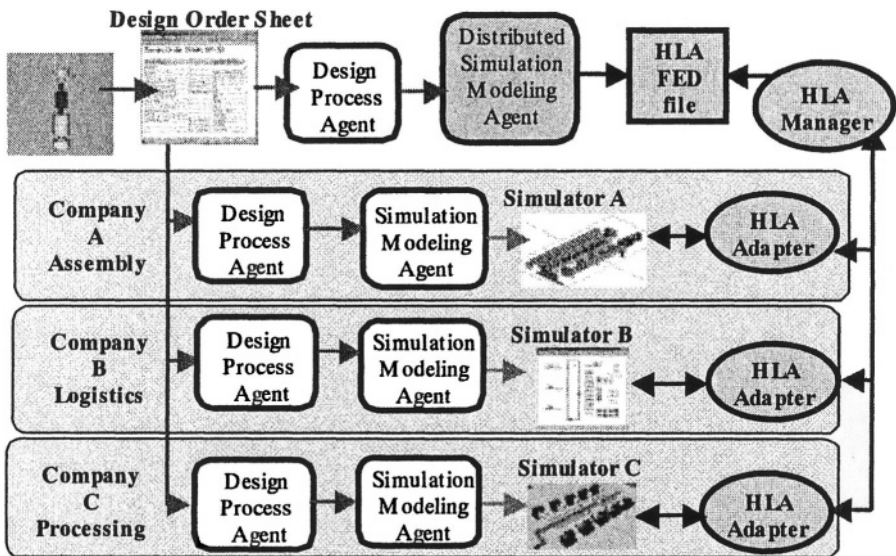 Design Order Sheet
Design
Process
Agent
Distributed
Simulation
Modeling
Agent
HLA
FED
file
HLA
Manager
Company
A
Assembly
Design
Process
Agent
Simulation
Modeling
Agent
Simulator A
HLA
Adapter
Company
B
Logistics
Design
Process
Agent
Simulation
Modeling
Agent
Simulator B
HLA
Adapter
Company
C
Processing
Design
Process
Agent
Simulation
Modeling
Agent
Simulator C
HLA
Adapter